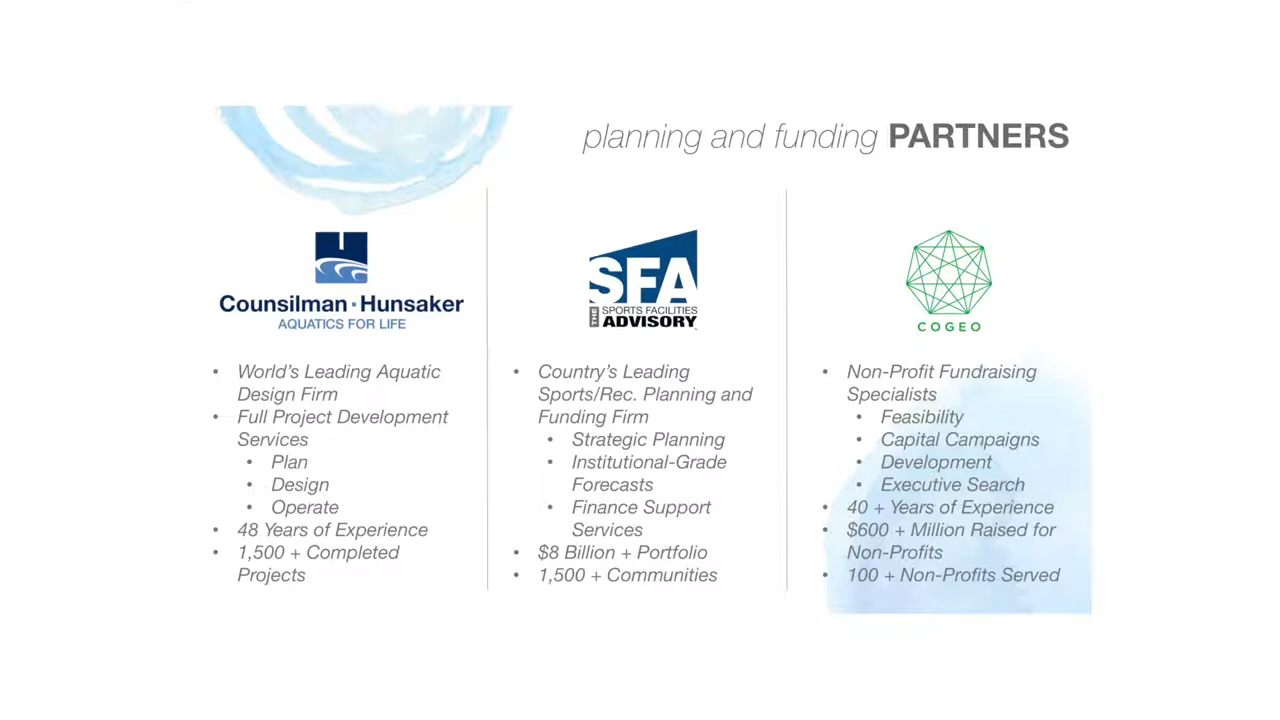 planning and funding PARTNERS
Counsilman·Hunsaker
AQUATICS FOR LIFE
• World's Leading Aquatic
Design Firm
• Full Project Development
Services
• Plan
• Design
• Operate
• 48 Years of Experience
• 1,500 + Completed
Projects
SFA
THE SPORTS FACILITIES
ADVISORY
• Country's Leading
Sports/Rec. Planning and
Funding Firm
• Strategic Planning
• Institutional-Grade
Forecasts
• Finance Support
Services
• $8 Billion + Portfolio
• 1,500 + Communities
COGEO
• Non-Profit Fundraising
Specialists
• Feasibility
• Capital Campaigns
• Development
• Executive Search
• 40 + Years of Experience
• $600 + Million Raised for
Non-Profits
• 100 + Non-Profits Served